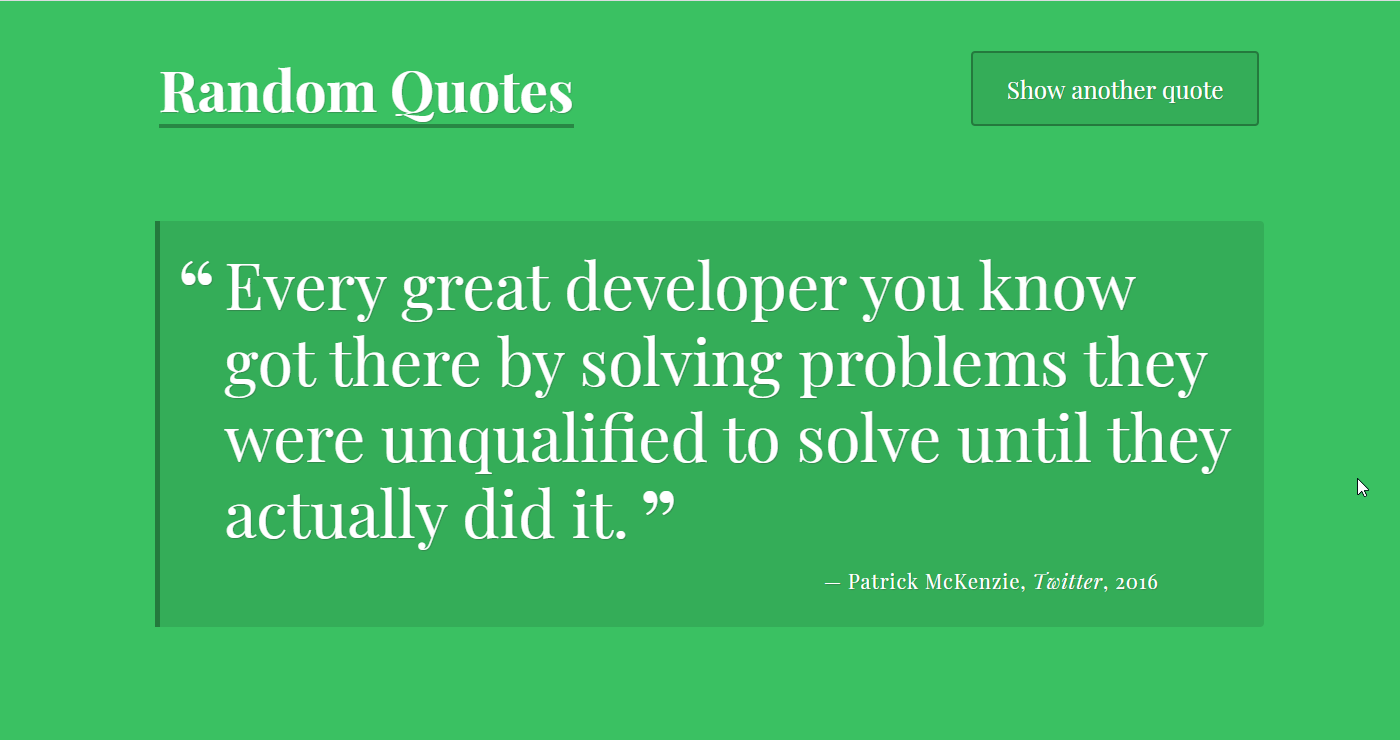 Random Quotes
Show another quote
“Every great developer you know
got there by solving problems they
were unqualified to solve until they
actually did it.”
— Patrick McKenzie, Twitter, 2016